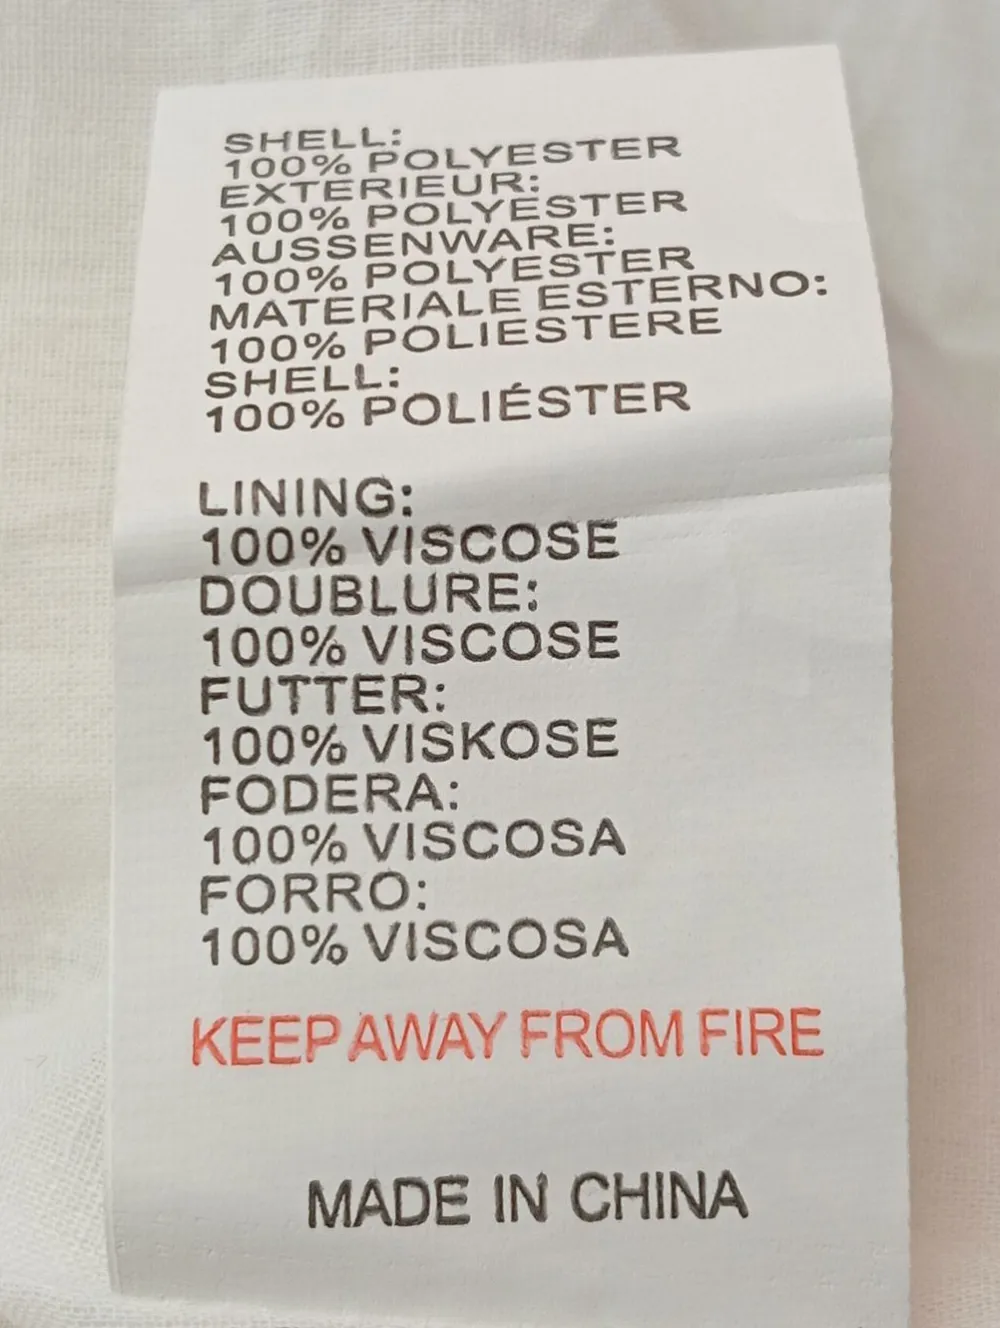 SHELL:
100% POLYESTER
EXTERIEUR:
100% POLYESTER
AUSSENWARE:
100% POLYESTER
MATERIALE ESTERNO:
100% POLIESTERE
SHELL:
100% POLIÉSTER
LINING:
100% VISCOSE
DOUBLURE:
100% VISCOSE
FUTTER:
100% VISKOSE
FODERA:
100% VISCOSA
FORRO:
100% VISCOSA
KEEP AWAY FROM FIRE
MADE IN CHINA